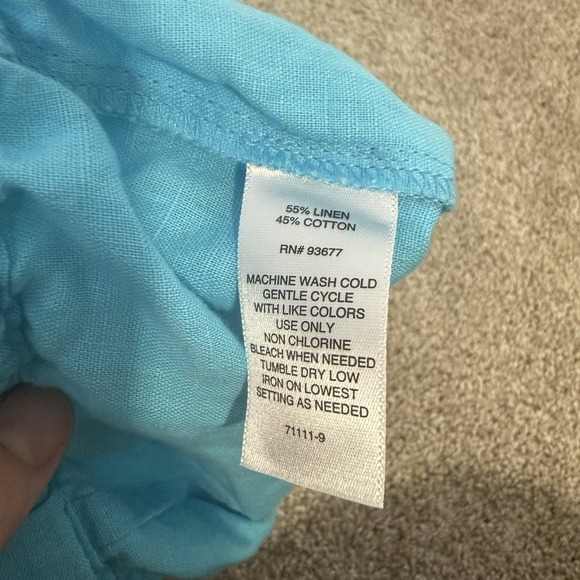 55% LINEN
45% COTTON
RN# 93677
MACHINE WASH COLD
GENTLE CYCLE
WITH LIKE COLORS
USE ONLY
NON CHLORINE
BLEACH WHEN NEEDED
TUMBLE DRY LOW
IRON ON LOWEST
SETTING AS NEEDED
71111-9